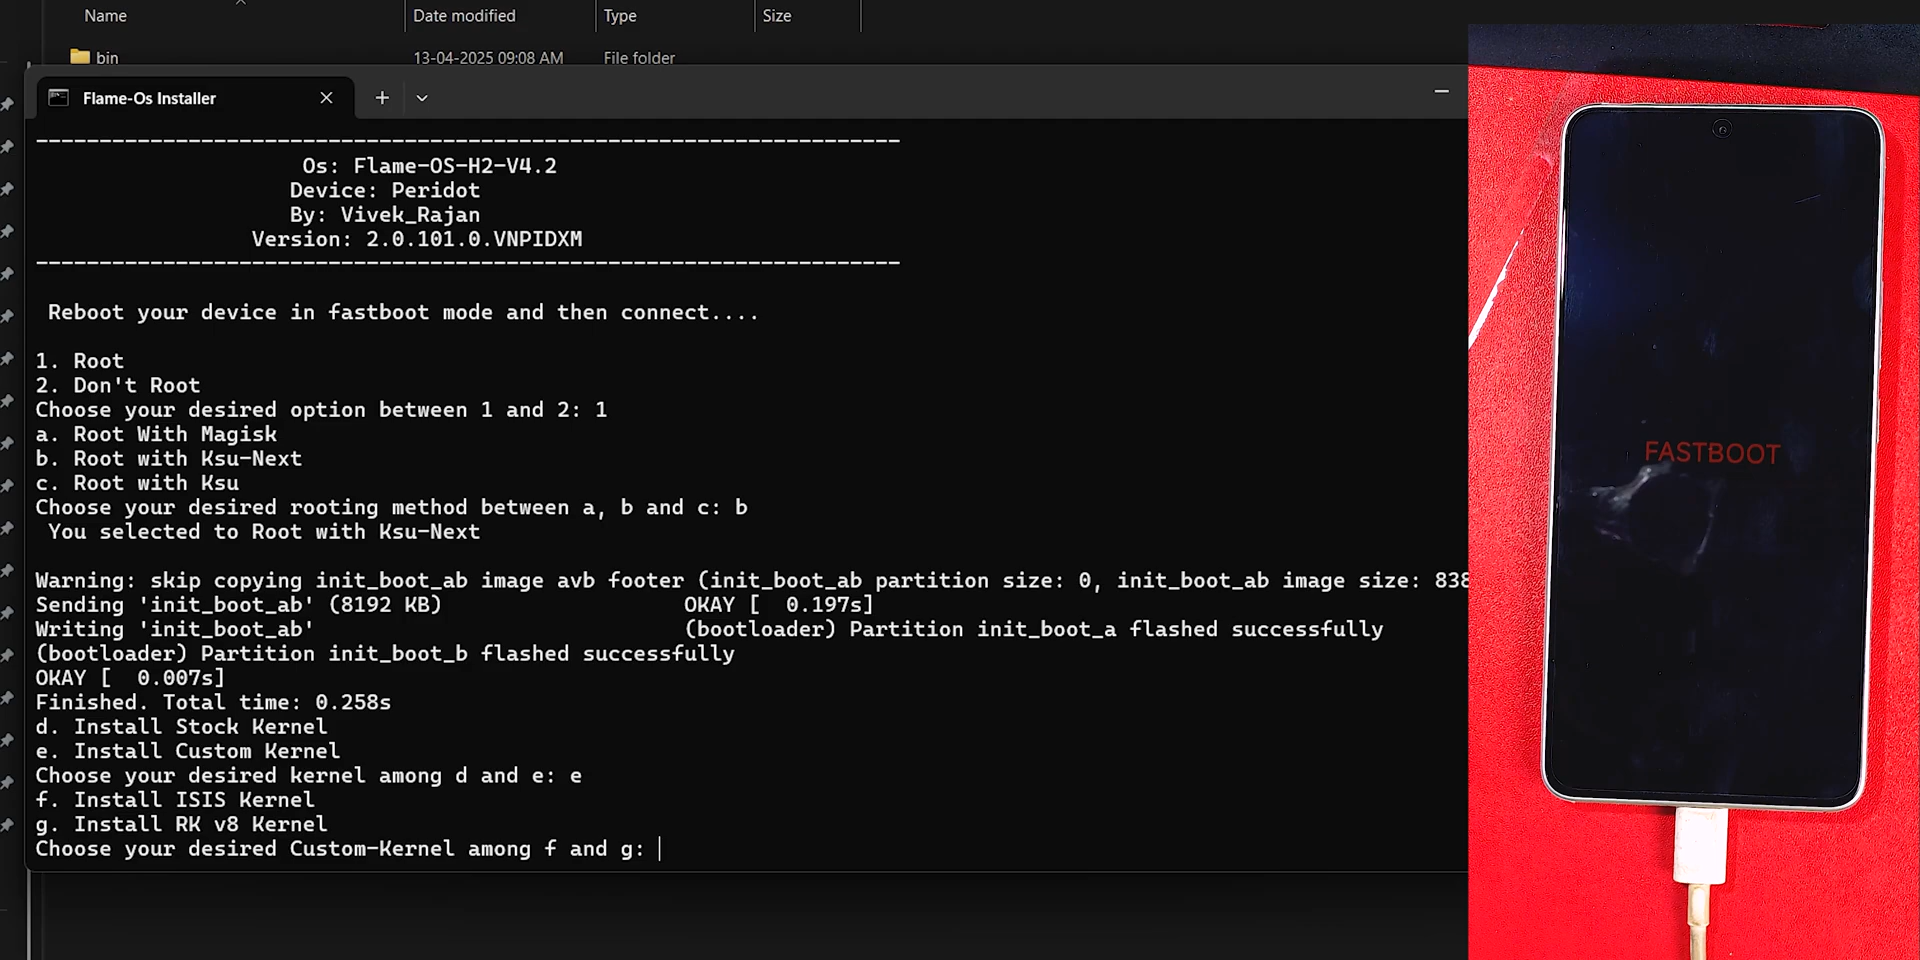 Name Date modified Type Size
bin 13-04-2025 09:08 AM File folder
Flame-Os Installer
--------------------------------------------------------------------
Os: Flame-OS-H2-V4.2
Device: Peridot
By: Vivek_Rajan
Version: 2.0.101.0.VNPIDXM
--------------------------------------------------------------------
Reboot your device in fastboot mode and then connect....
1. Root
2. Don't Root
Choose your desired option between 1 and 2: 1
a. Root With Magisk
b. Root with Ksu-Next
c. Root with Ksu
Choose your desired rooting method between a, b and c: b
You selected to Root with Ksu-Next
Warning: skip copying init_boot_ab image avb footer (init_boot_ab partition size: 0, init_boot_ab image size: 838
Sending 'init_boot_ab' (8192 KB) OKAY [ 0.197s]
Writing 'init_boot_ab' (bootloader) Partition init_boot_a flashed successfully
(bootloader) Partition init_boot_b flashed successfully
OKAY [ 0.007s]
Finished. Total time: 0.258s
d. Install Stock Kernel
e. Install Custom Kernel
Choose your desired kernel among d and e: e
f. Install ISIS Kernel
g. Install RK v8 Kernel
Choose your desired Custom-Kernel among f and g:
FASTBOOT